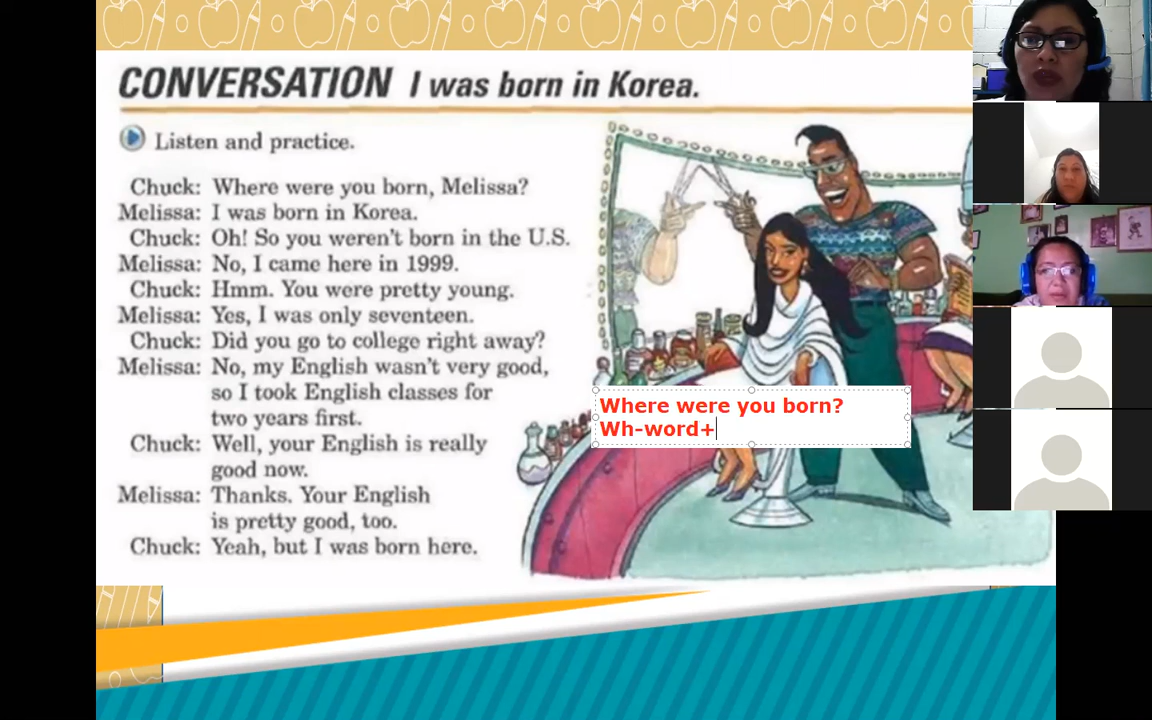 CONVERSATION I was born in Korea.
Listen and practice.
Chuck: Where were you born, Melissa?
Melissa: I was born in Korea.
Chuck: Oh! So you weren't born in the U.S.
Melissa: No, I came here in 1999.
Chuck: Hmm. You were pretty young.
Melissa: Yes, I was only seventeen.
Chuck: Did you go to college right away?
Melissa: No, my English wasn't very good,
so I took English classes for
two years first.
Chuck: Well, your English is really
good now.
Melissa: Thanks. Your English
is pretty good, too.
Chuck: Yeah, but I was born here.
Where were you born?
Wh-word+